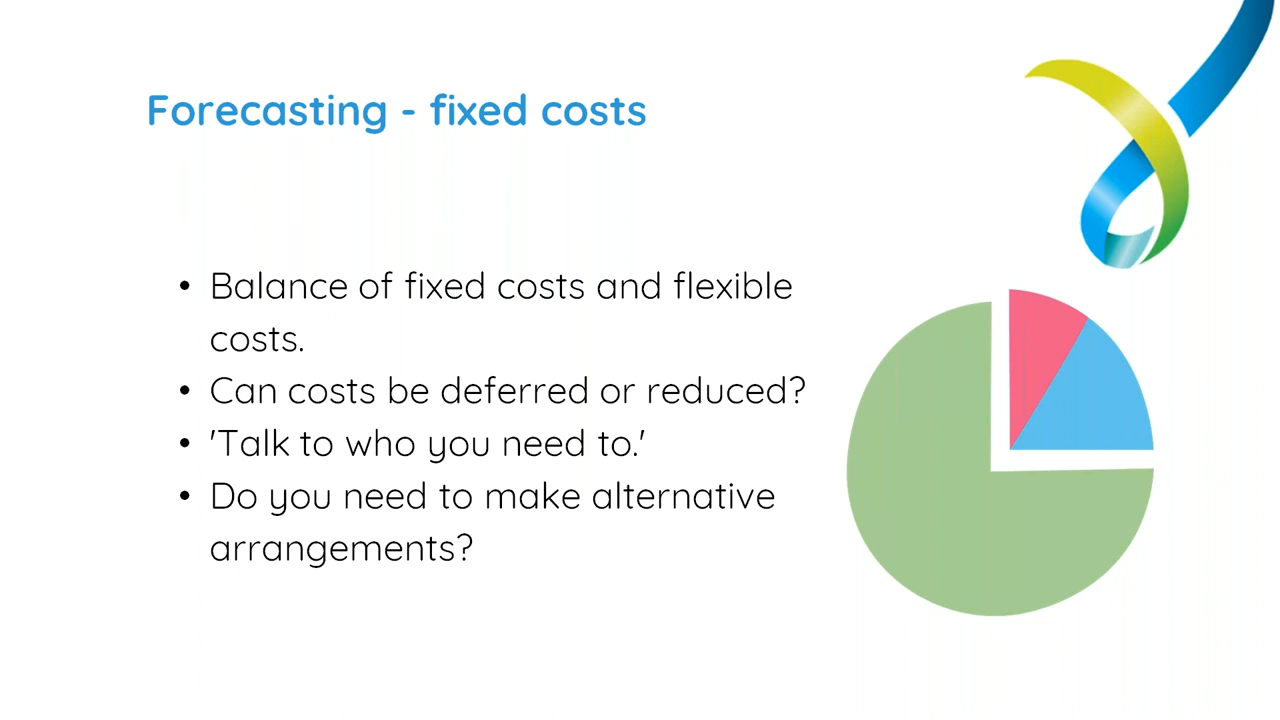 Forecasting - fixed costs
• Balance of fixed costs and flexible
costs.
• Can costs be deferred or reduced?
• 'Talk to who you need to.'
• Do you need to make alternative
arrangements?